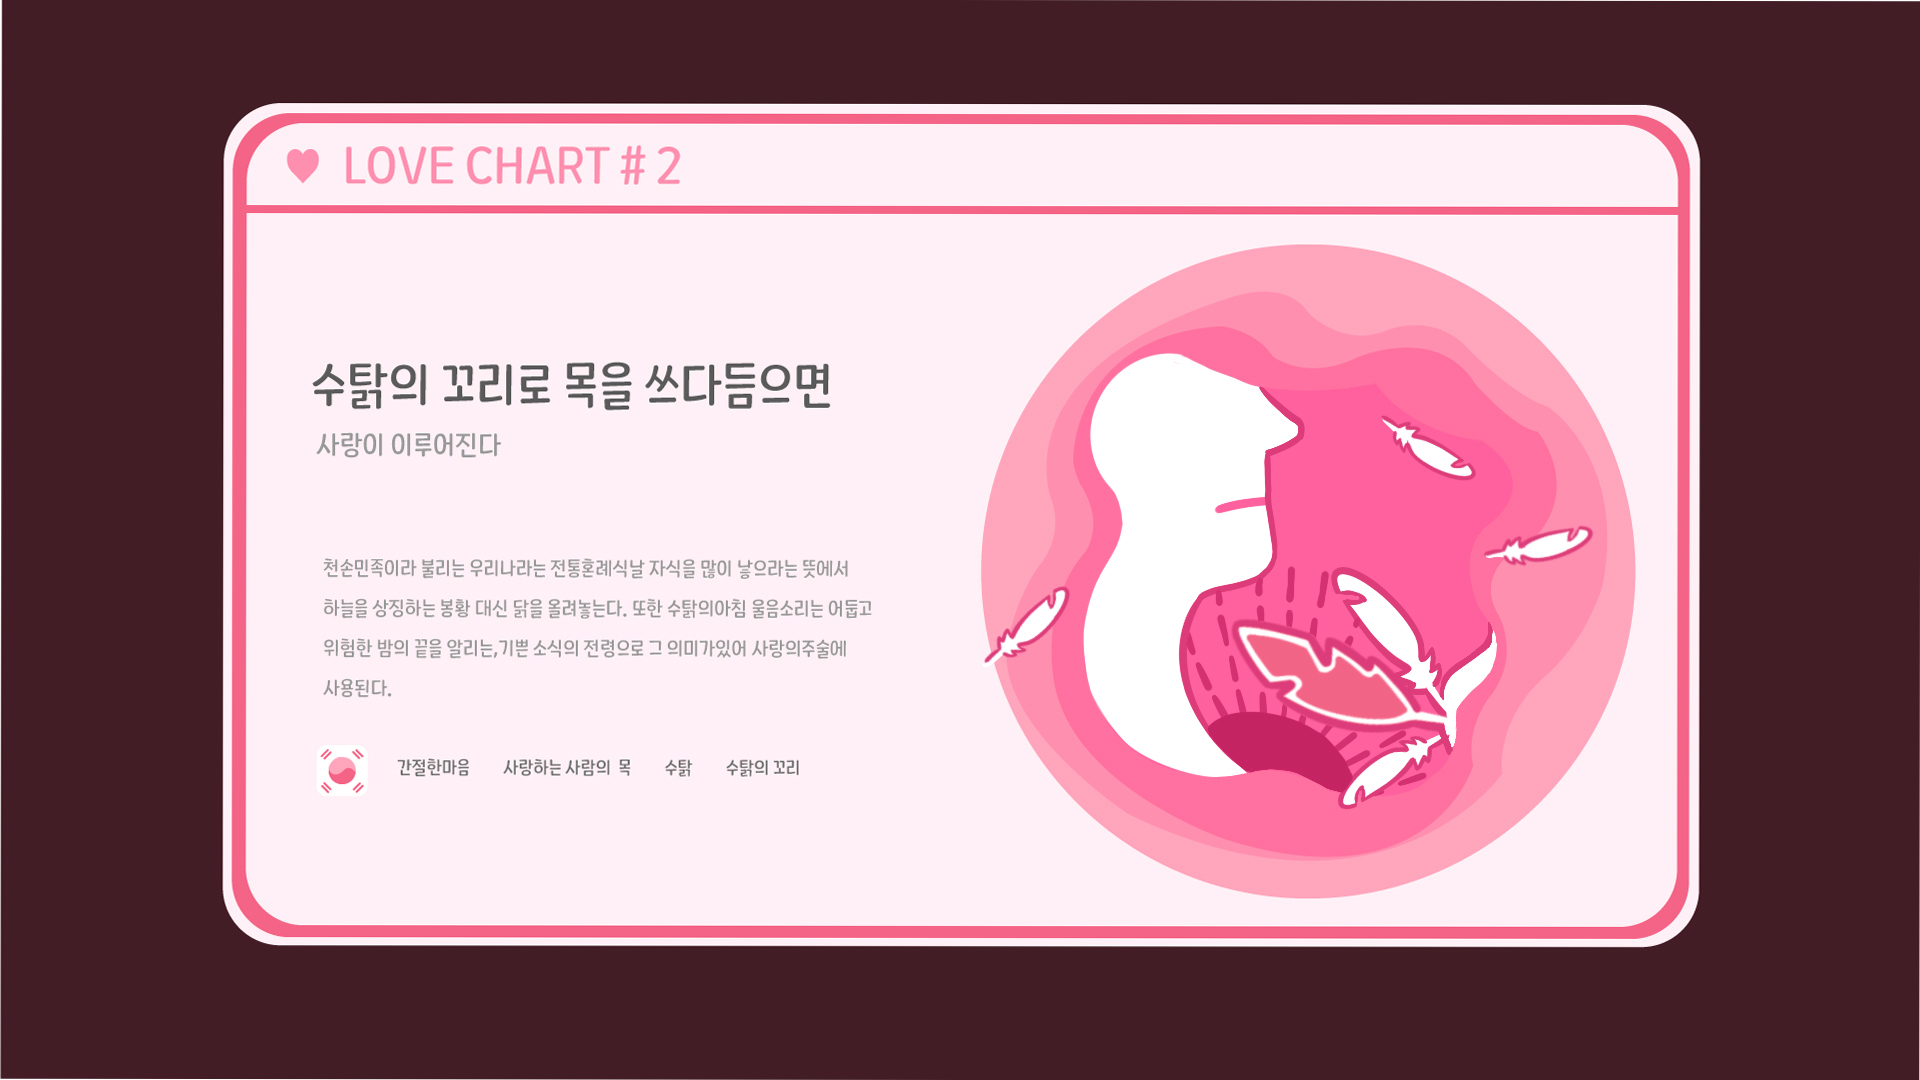 LOVE CHART # 2
수탉의 꼬리로 목을 쓰다듬으면
사랑이 이루어진다
천손민족이라 불리는 우리나라는 전통혼례식날 자식을 많이 낳으라는 뜻에서
하늘을 상징하는 봉황 대신 닭을 올려놓는다. 또한 수탉의아침 울음소리는 어둡고
위험한 밤의 끝을 알리는,기쁜 소식의 전령으로 그 의미가있어 사랑의주술에
사용된다.
간절한마음 사랑하는 사람의 목 수탉 수탉의 꼬리